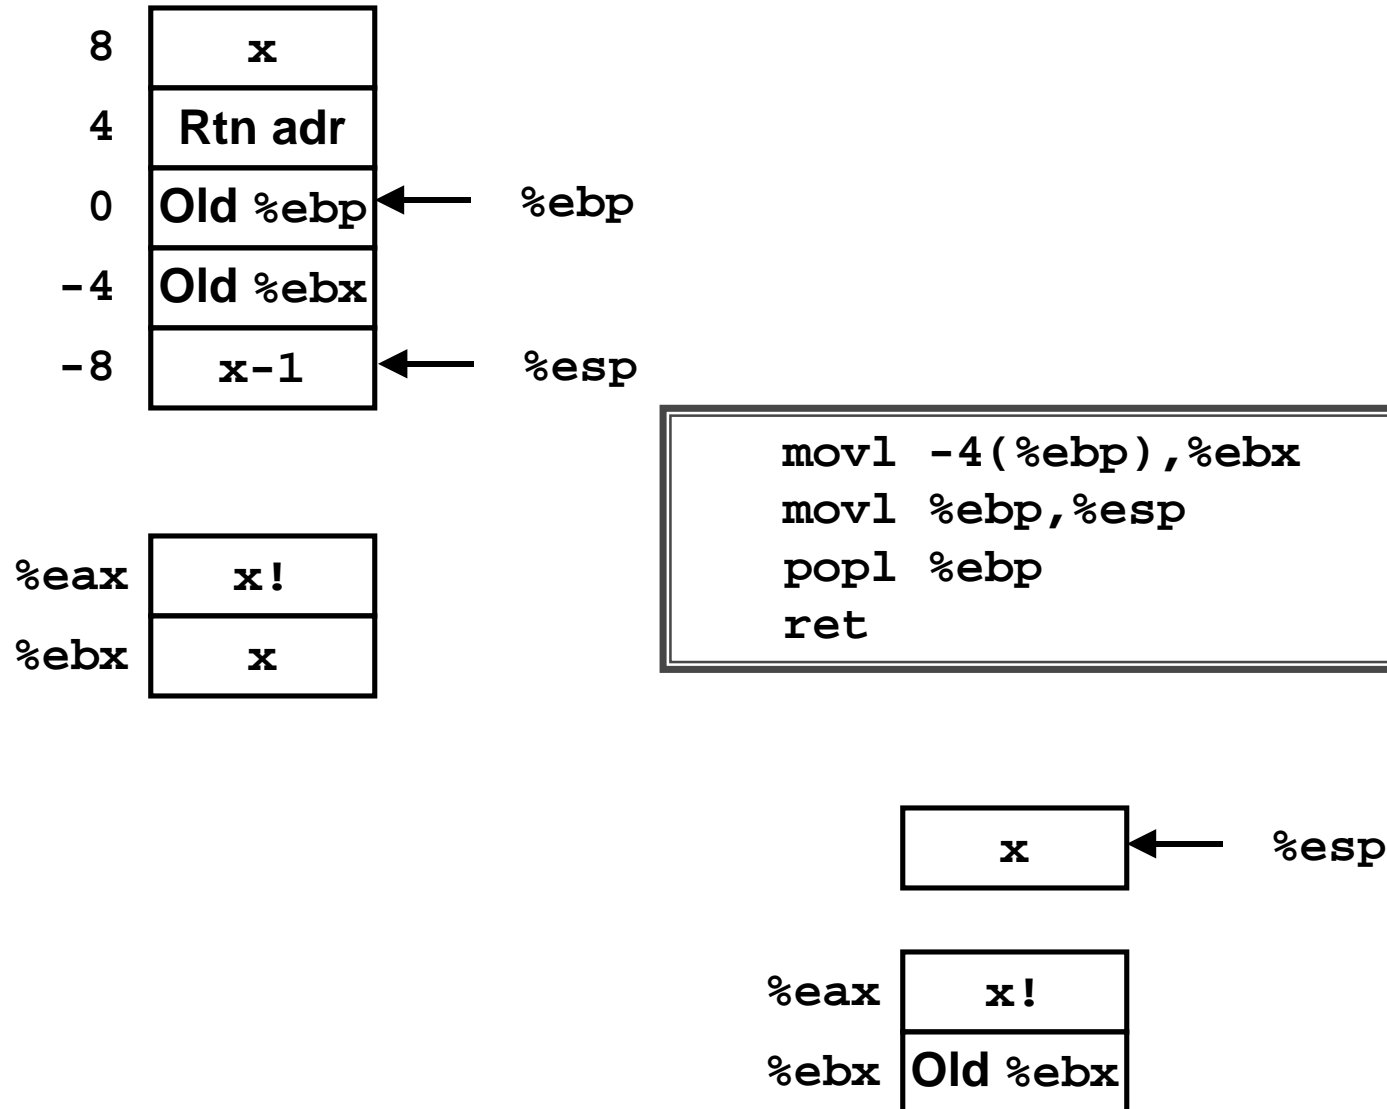 8 x
4 Rtn adr
0 Old %ebp %ebp
-4 Old %ebx
-8 x-1 %esp
movl -4(%ebp),%ebx
movl %ebp,%esp
popl %ebp
ret
%eax x!
%ebx x
x %esp
%eax x!
%ebx Old %ebx